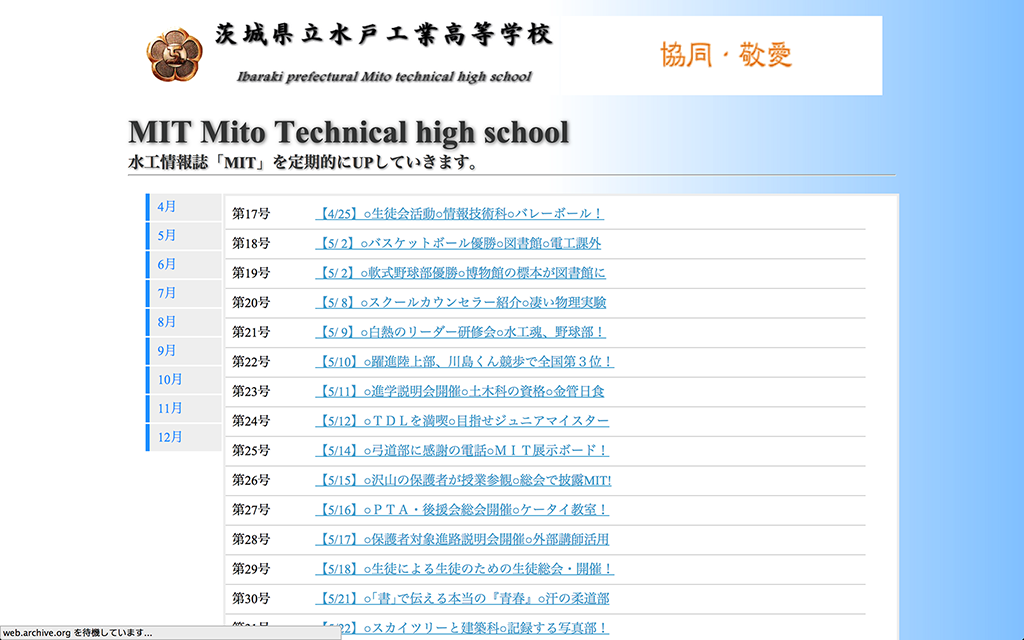 茨城県立水戸工業高等学校
Ibaraki prefectural Mito technical high school
協同・敬愛
MIT Mito Technical high school
水工情報誌「MIT」を定期的にUPしていきます。
4月
5月
6月
7月
8月
9月
10月
11月
12月
第17号 【4/25】○生徒会活動○情報技術科○バレーボール！
第18号 【5/ 2】○バスケットボール優勝○図書館○電工課外
第19号 【5/ 2】○軟式野球部優勝○博物館の標本が図書館に
第20号 【5/ 8】○スクールカウンセラー紹介○凄い物理実験
第21号 【5/ 9】○白熱のリーダー研修会○水工魂、野球部！
第22号 【5/10】○躍進陸上部、川島くん競歩で全国第３位！
第23号 【5/11】○進学説明会開催○土木科の資格○金管日食
第24号 【5/12】○ＴＤＬを満喫○目指せジュニアマイスター
第25号 【5/14】○弓道部に感謝の電話○ＭＩＴ展示ボード！
第26号 【5/15】○沢山の保護者が授業参観○総会で披露MIT!
第27号 【5/16】○ＰＴＡ・後援会総会開催○ケータイ教室！
第28号 【5/17】○保護者対象進路説明会開催○外部講師活用
第29号 【5/18】○生徒による生徒のための生徒総会・開催！
第30号 【5/21】○「書」で伝える本当の『青春』○汗の柔道部
○スカイツリーと建築科○記録する写真部！
web.archive.org を待機しています...